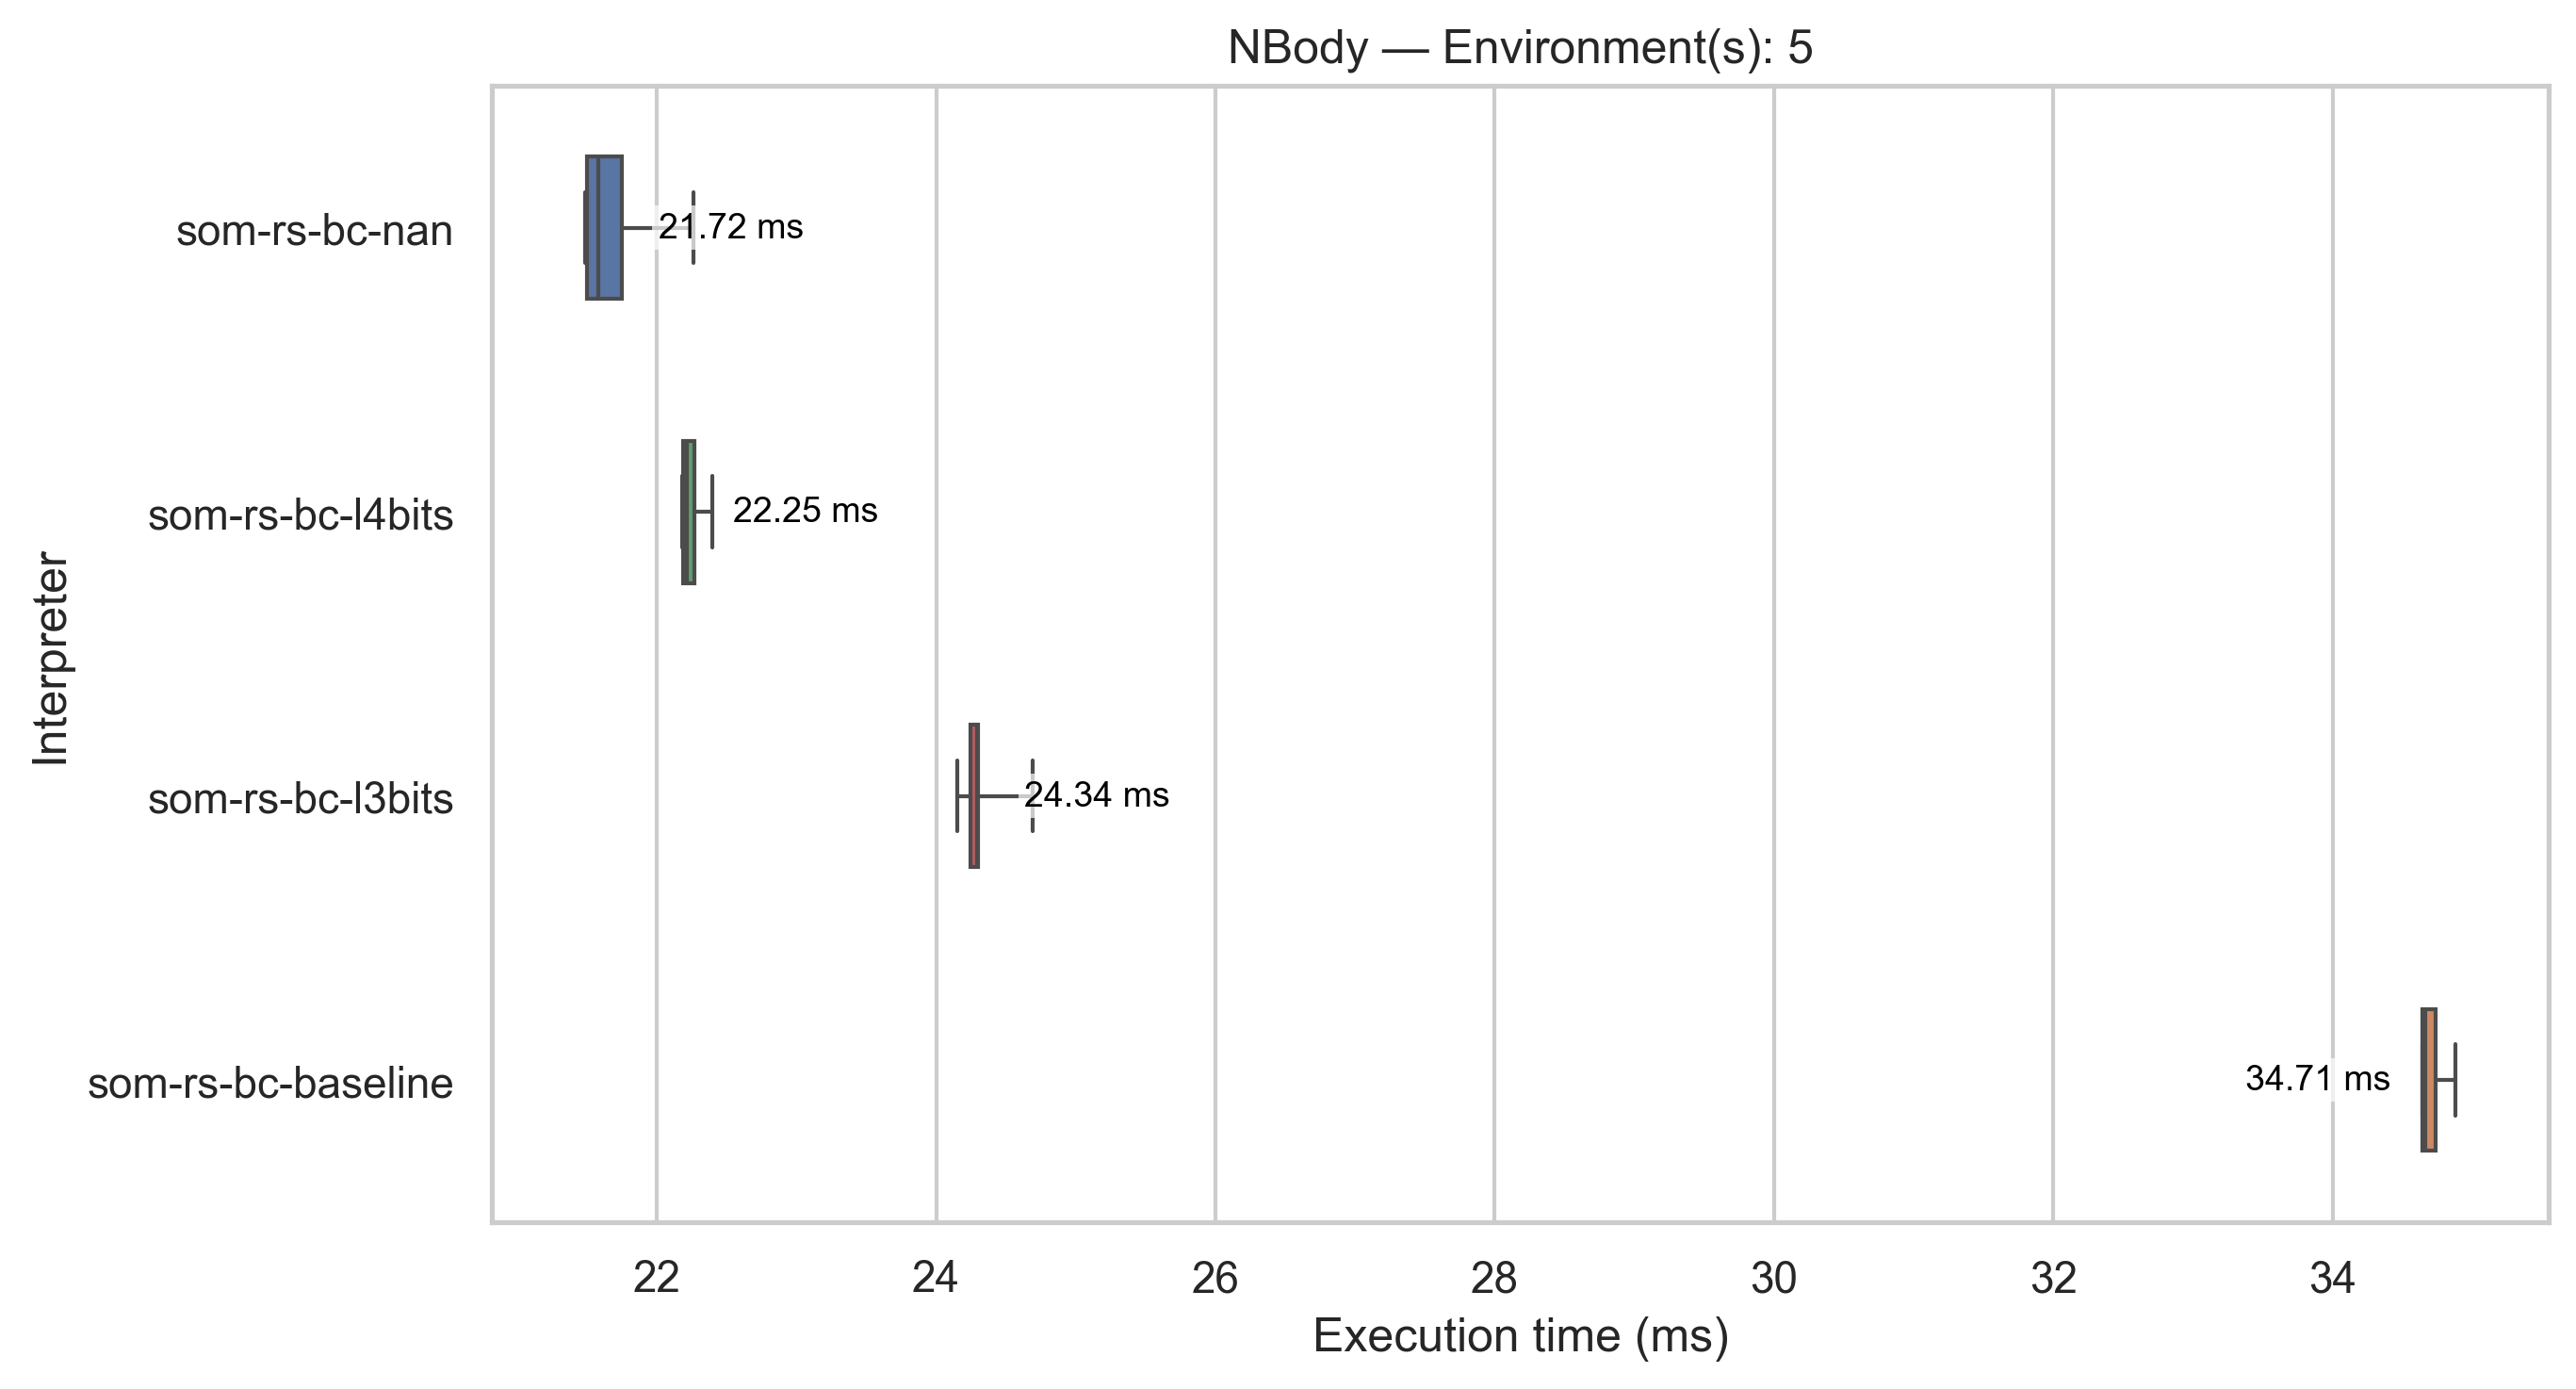 NBody — Environment(s): 5
som-rs-bc-nan
21.72 ms
som-rs-bc-l4bits
22.25 ms
som-rs-bc-l3bits
24.34 ms
som-rs-bc-baseline
34.71 ms
Interpreter
22 24 26 28 30 32 34
Execution time (ms)